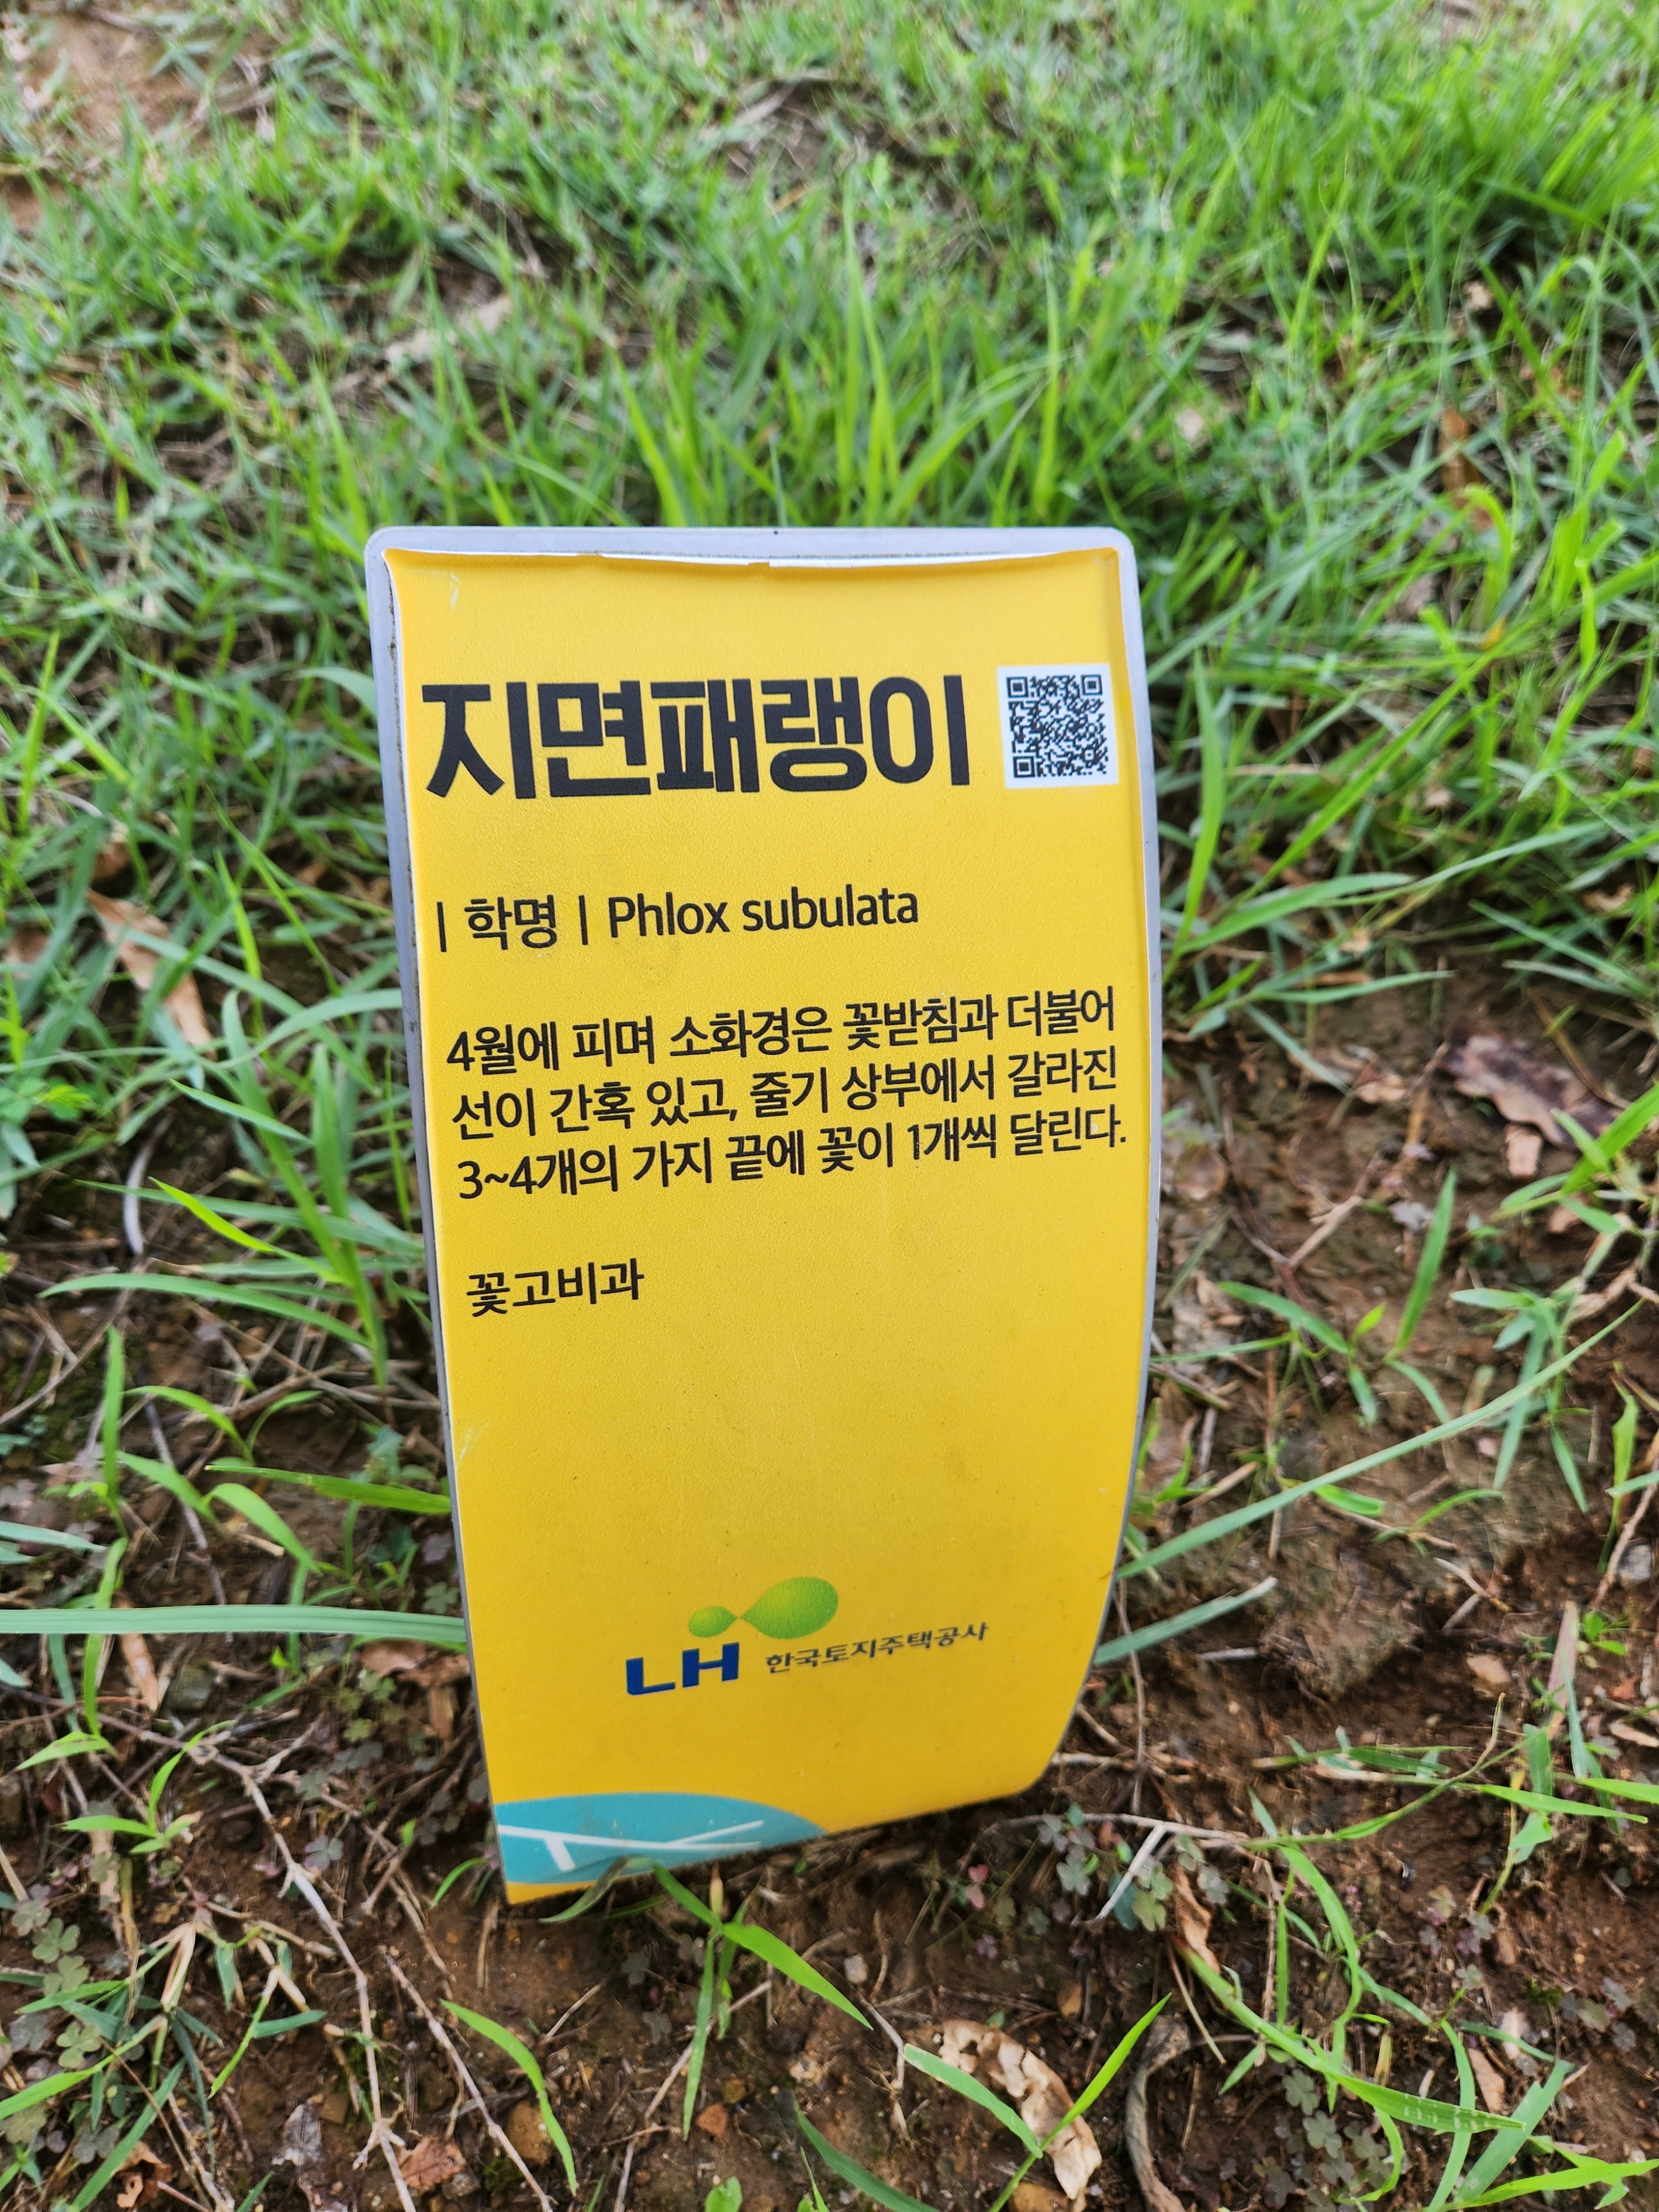 지면패랭이
| 학명 | Phlox subulata
4월에 피며 소화경은 꽃받침과 더불어
선이 간혹 있고, 줄기 상부에서 갈라진
3~4개의 가지 끝에 꽃이 1개씩 달린다.
꽃고비과
LH 한국토지주택공사